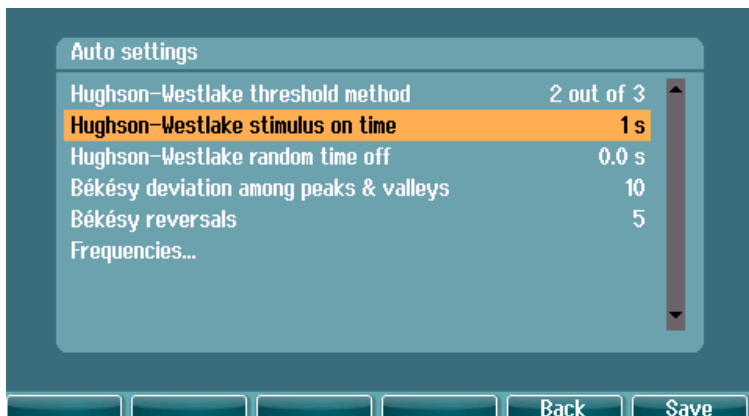 Auto settings
Hughson-Westlake threshold method 2 out of 3
Hughson-Westlake stimulus on time 1 s
Hughson-Westlake random time off 0.0 s
Békésy deviation among peaks & valleys 10
Békésy reversals 5
Frequencies...
Back Save